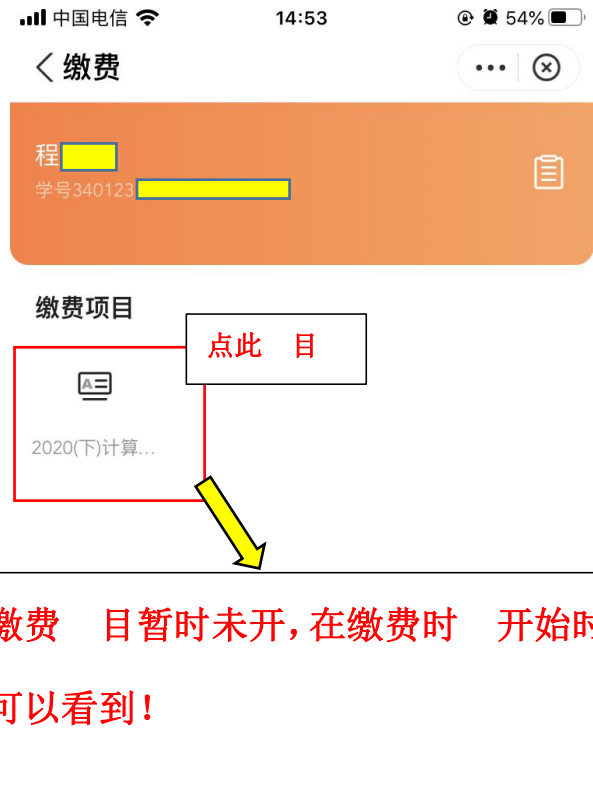 中国电信 14:53 54%
缴费
程
学号340123
缴费项目
点此 目
2020(下)计算...
缴费 目暂时未开,在缴费时 开始时
可以看到!